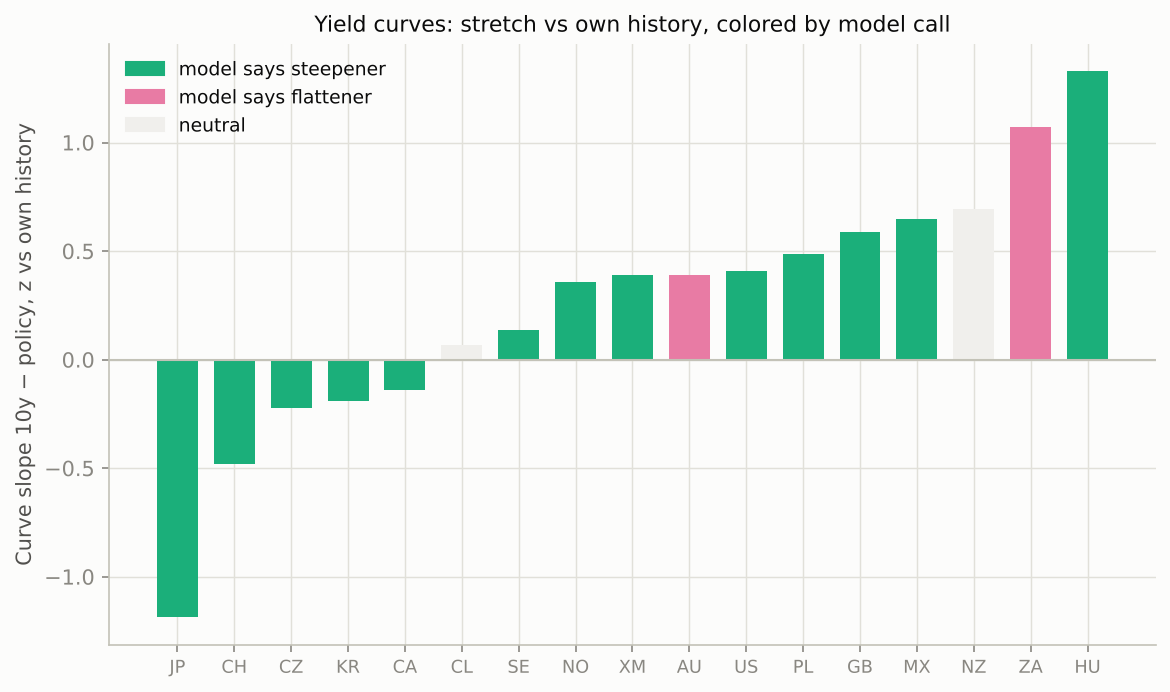 Yield curves: stretch vs own history, colored by model call
model says steepener
model says flattener
neutral
Curve slope 10y − policy, z vs own history
1.0
0.5
0.0
−0.5
−1.0
JP CH CZ KR CA CL SE NO XM AU US PL GB MX NZ ZA HU